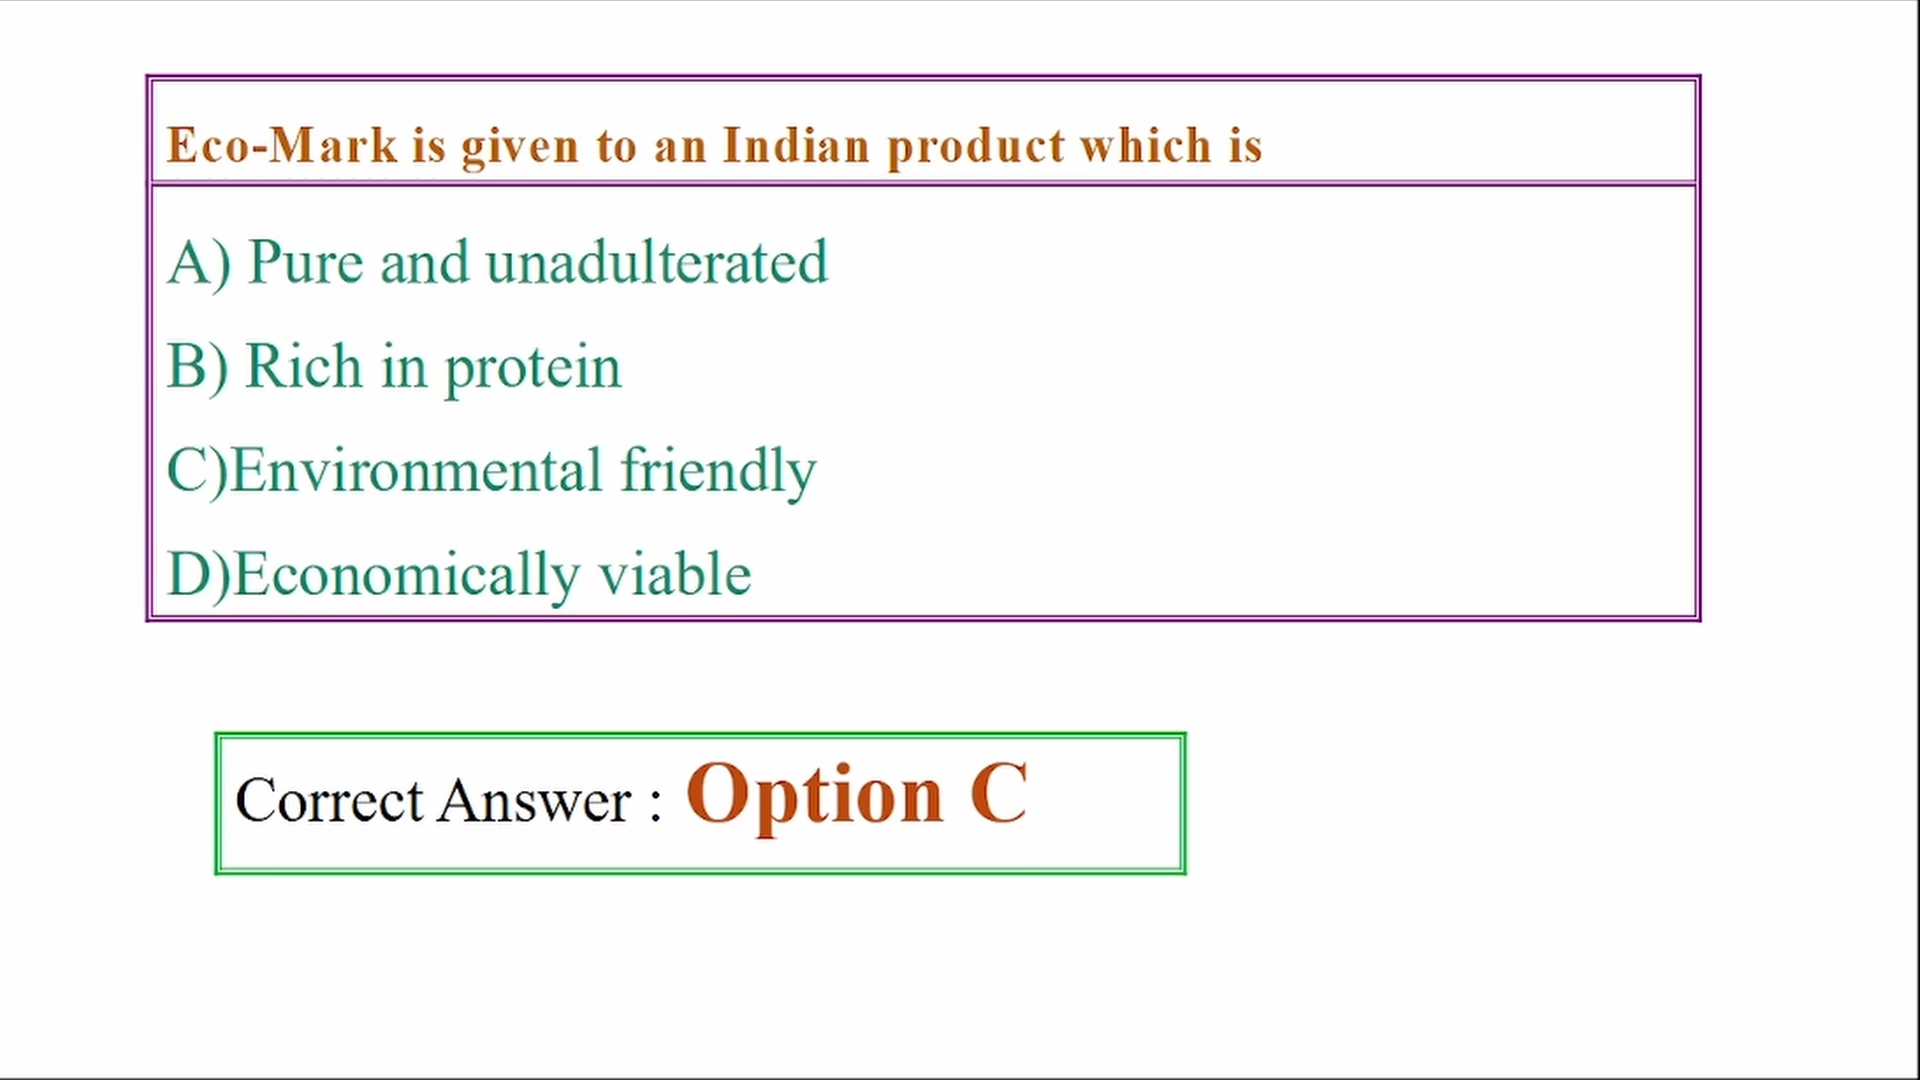 Eco-Mark is given to an Indian product which is
A) Pure and unadulterated
B) Rich in protein
C)Environmental friendly
D)Economically viable
Correct Answer : Option C